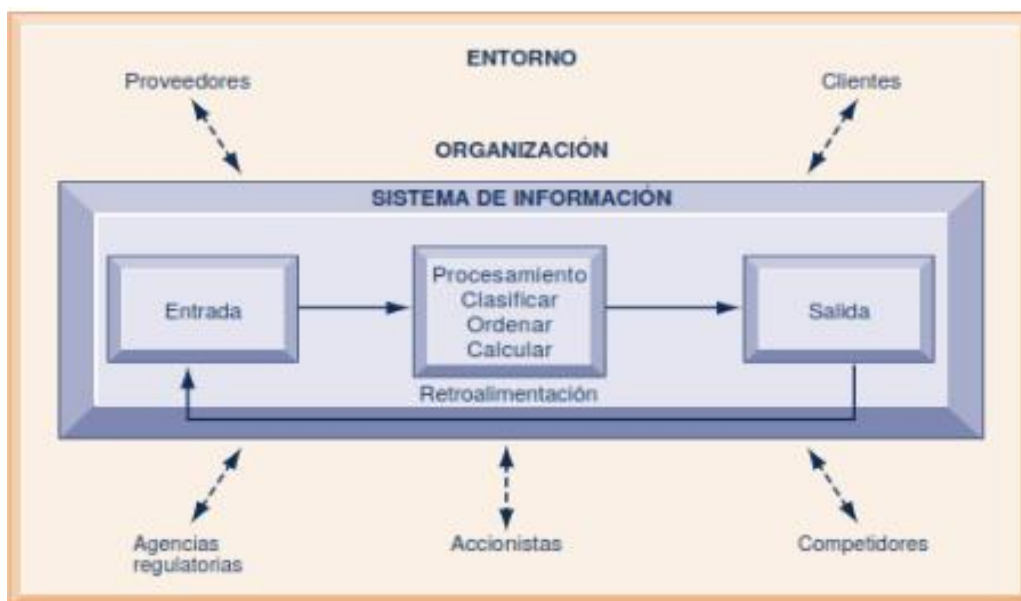 ENTORNO
Proveedores
Clientes
ORGANIZACIÓN
SISTEMA DE INFORMACIÓN
Entrada
Procesamiento
Clasificar
Ordenar
Calcular
Salida
Retroalimentación
Agencias
regulatorias
Accionistas
Competidores